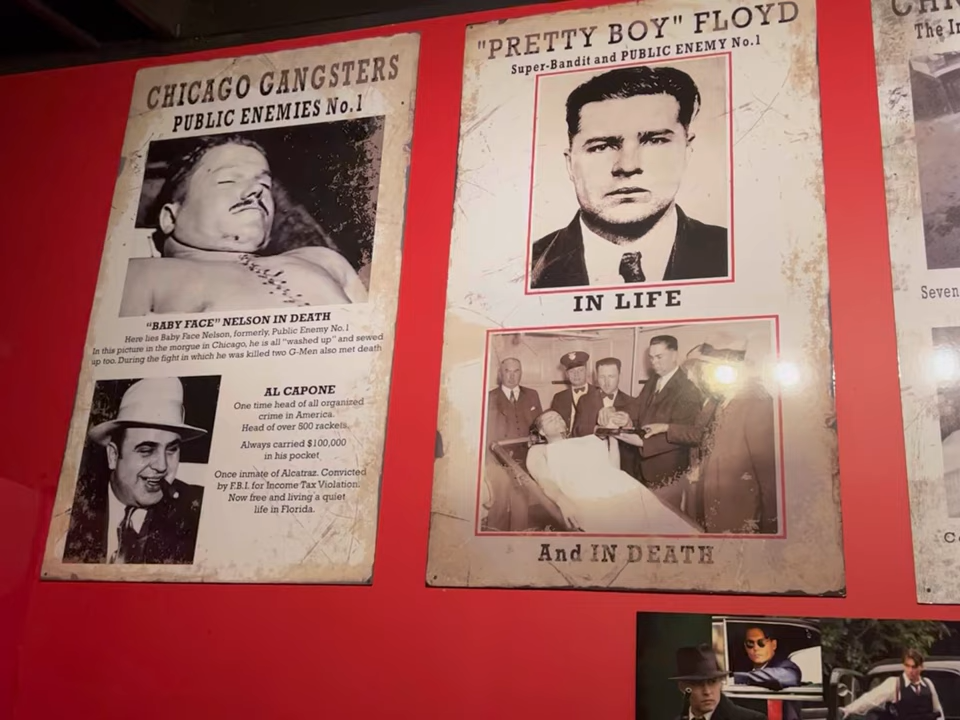 CHICAGO GANGSTERS
PUBLIC ENEMIES No.1
"BABY FACE" NELSON IN DEATH
Here lies Baby Face Nelson, formerly, Public Enemy No.1
In this picture in the morgue in Chicago, he is all "washed up" and sewed
up too. During the fight in which he was killed two G-Men also met death
AL CAPONE
One time head of all organized
crime in America.
Head of over 500 rackets.
Always carried $100,000
in his pocket
Once inmate of Alcatraz. Convicted
by F.B.I. for Income Tax Violation.
Now free and living a quiet
life in Florida.
"PRETTY BOY" FLOYD
Super-Bandit and PUBLIC ENEMY No.1
IN LIFE
And IN DEATH
The
Seven